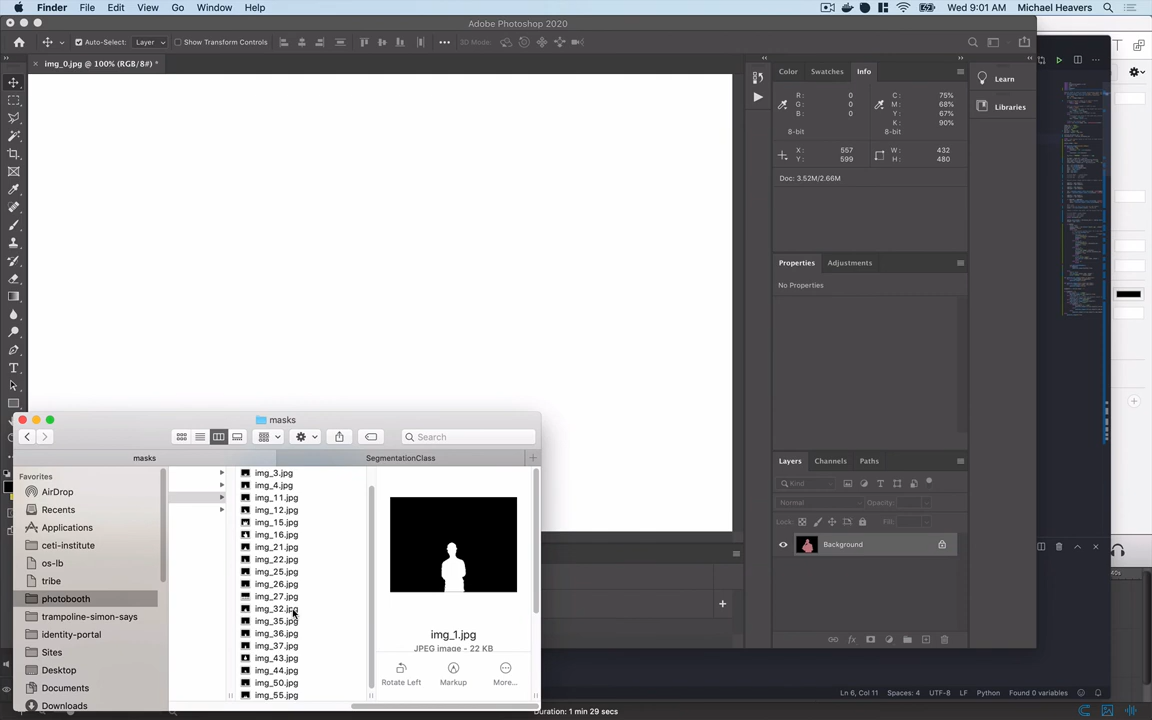 Finder File Edit View Go Window Help Wed 9:01 AM Michael Heavers
Adobe Photoshop 2020
Auto-Select: Layer Show Transform Controls 3D Mode:
img_0.jpg @ 100% (RGB/8#) *
Color Swatches Info
Learn
Libraries
R: 0 C: 75%
G: 0 M: 68%
B: 0 Y: 67%
K: 90%
8-bit 8-bit
X: 557 W: 432
Y: 599 H: 480
Doc: 3.52M/2.66M
Properties Adjustments
No Properties
Layers Channels Paths
Kind
Normal Opacity:
Lock: Fill:
Background
masks
Search
masks SegmentationClass
Favorites
AirDrop
Recents
Applications
ceti-institute
os-lb
tribe
photobooth
trampoline-simon-says
identity-portal
Sites
Desktop
Documents
Downloads
img_3.jpg
img_4.jpg
img_11.jpg
img_12.jpg
img_15.jpg
img_16.jpg
img_21.jpg
img_22.jpg
img_25.jpg
img_26.jpg
img_27.jpg
img_32.jpg
img_35.jpg
img_36.jpg
img_37.jpg
img_43.jpg
img_44.jpg
img_50.jpg
img_55.jpg
img_1.jpg
JPEG image - 22 KB
Rotate Left Markup More...
Ln 6, Col 11 Spaces: 4 UTF-8 LF Python Found 0 variables
Duration: 1 min 29 secs